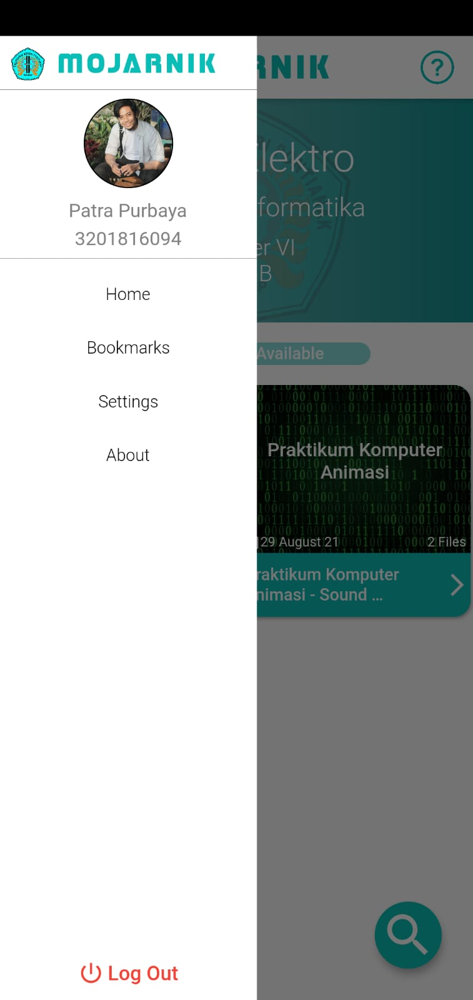 MOJARNIK
Patra Purbaya
3201816094
Home
Bookmarks
Settings
About
Log Out
RNIK
?
lektro
formatika
er VI
B
Available
Praktikum Komputer
Animasi
29 August 21
2 Files
raktikum Komputer
nimasi - Sound ...